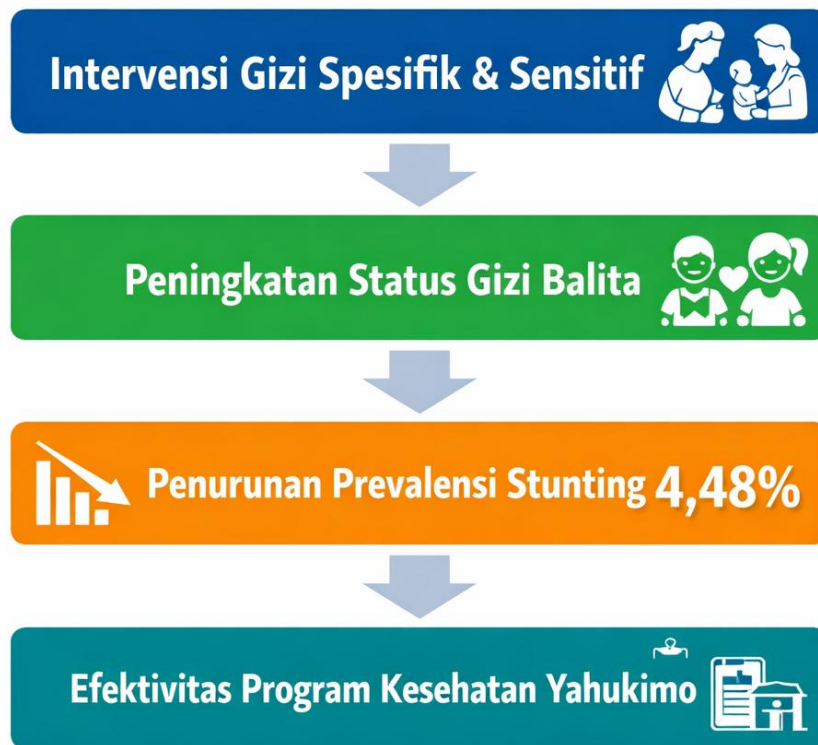 Intervensi Gizi Spesifik & Sensitif
Peningkatan Status Gizi Balita
Penurunan Prevalensi Stunting 4,48%
Efektivitas Program Kesehatan Yahukimo